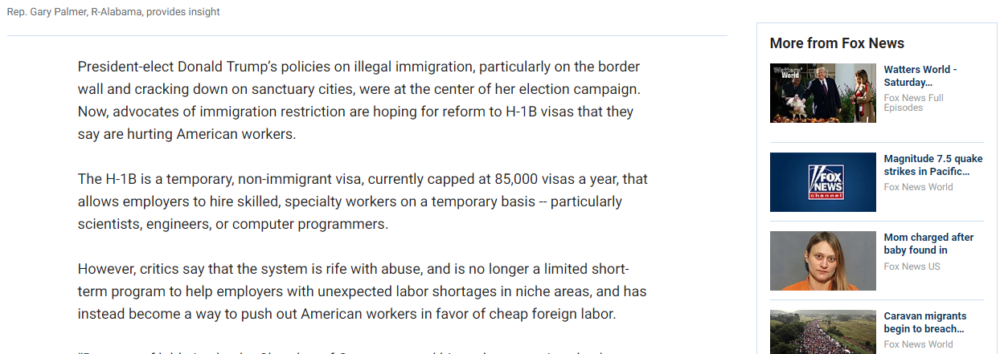 Rep. Gary Palmer, R-Alabama, provides insight
President-elect Donald Trump's policies on illegal immigration, particularly on the border
wall and cracking down on sanctuary cities, were at the center of her election campaign.
Now, advocates of immigration restriction are hoping for reform to H-1B visas that they
say are hurting American workers.
The H-1B is a temporary, non-immigrant visa, currently capped at 85,000 visas a year, that
allows employers to hire skilled, specialty workers on a temporary basis -- particularly
scientists, engineers, or computer programmers.
However, critics say that the system is rife with abuse, and is no longer a limited short-
term program to help employers with unexpected labor shortages in niche areas, and has
instead become a way to push out American workers in favor of cheap foreign labor.
More from Fox News
Watters'
World
Watters World -
Saturday...
Fox News Full
Episodes
FOX
NEWS
channel
Magnitude 7.5 quake
strikes in Pacific...
Fox News World
Mom charged after
baby found in
Fox News US
Caravan migrants
begin to breach...
Fox News World